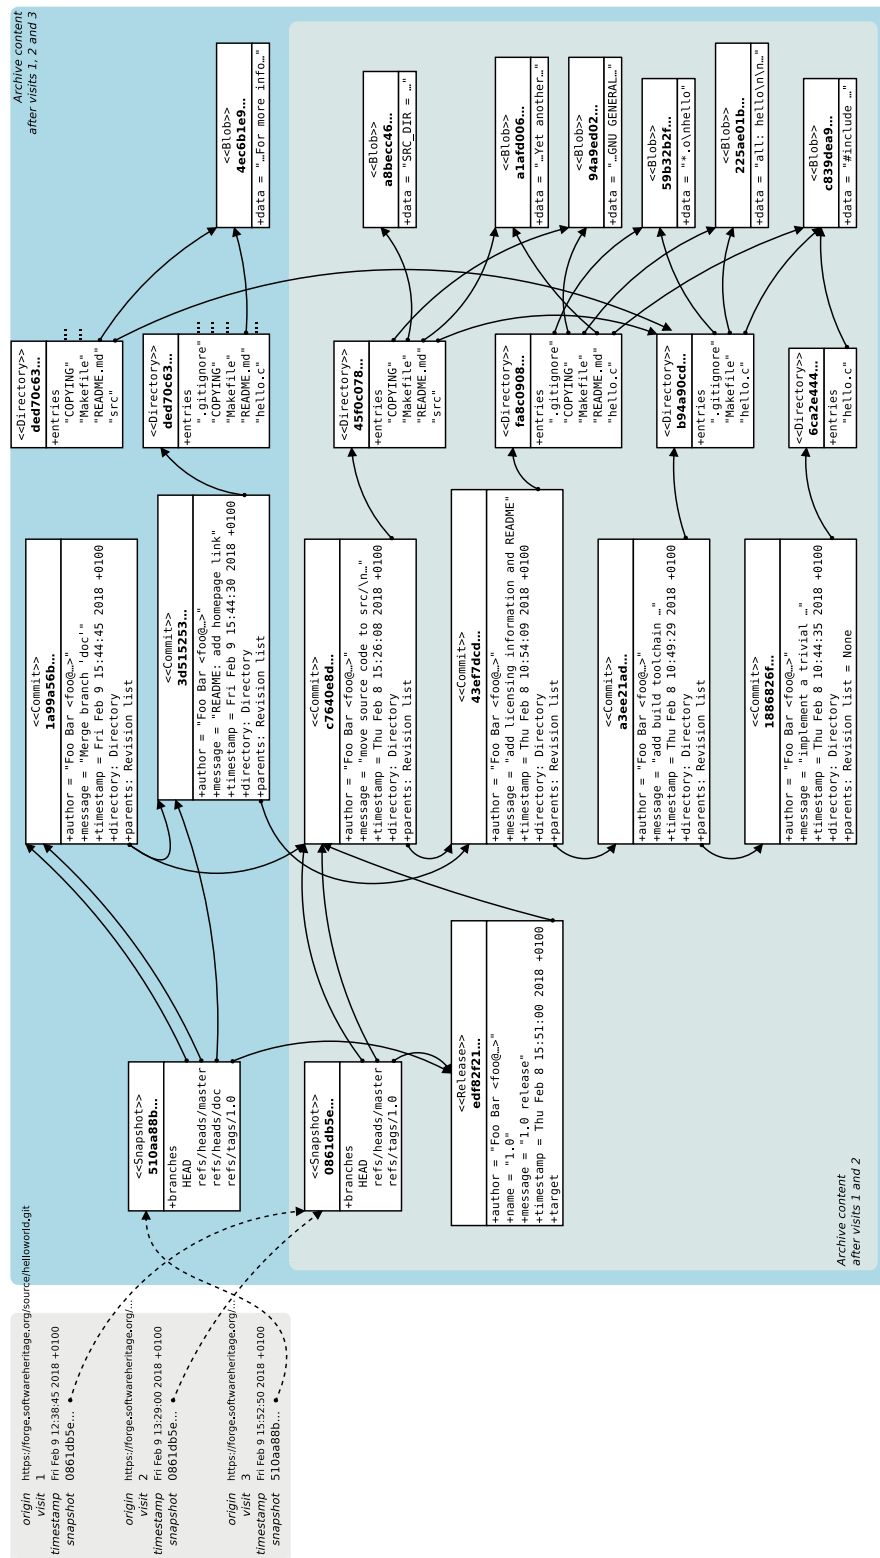 origin https://forge.softwareheritage.org/source/helloworld.git
visit 1
timestamp Fri Feb 9 12:38:45 2018 +0100
snapshot 0861db5e…
origin https://forge.softwareheritage.org/…
visit 2
timestamp Fri Feb 9 13:29:00 2018 +0100
snapshot 0861db5e…
origin https://forge.softwareheritage.org/…
visit 3
timestamp Fri Feb 9 15:52:50 2018 +0100
snapshot 510aa88b…
<<Snapshot>>
510aa88b…
+branches
HEAD
refs/heads/master
refs/heads/doc
refs/tags/1.0
<<Snapshot>>
0861db5e…
+branches
HEAD
refs/heads/master
refs/tags/1.0
<<Release>>
edf82f21…
+author = "Foo Bar <foo@…>"
+name = "1.0"
+message = "1.0 release"
+timestamp = Thu Feb 8 15:51:00 2018 +0100
+target
Archive content
after visits 1 and 2
<<Commit>>
1a99a56b…
+author = "Foo Bar <foo@…>"
+message = "Merge branch 'doc'"
+timestamp = Fri Feb 9 15:44:45 2018 +0100
+directory: Directory
+parents: Revision list
<<Commit>>
3d515253…
+author = "Foo Bar <foo@…>"
+message = "README: add homepage link"
+timestamp = Fri Feb 9 15:44:30 2018 +0100
+directory: Directory
+parents: Revision list
<<Commit>>
c7640e8d…
+author = "Foo Bar <foo@…>"
+message = "move source code to src/\n…"
+timestamp = Thu Feb 8 15:26:08 2018 +0100
+directory: Directory
+parents: Revision list
<<Commit>>
43ef7dcd…
+author = "Foo Bar <foo@…>"
+message = "add licensing information and README"
+timestamp = Thu Feb 8 10:54:09 2018 +0100
+directory: Directory
+parents: Revision list
<<Commit>>
a3ee21ad…
+author = "Foo Bar <foo@…>"
+message = "add build toolchain …"
+timestamp = Thu Feb 8 10:49:29 2018 +0100
+directory: Directory
+parents: Revision list
<<Commit>>
1886826f…
+author = "Foo Bar <foo@…>"
+message = "implement a trivial …"
+timestamp = Thu Feb 8 10:44:35 2018 +0100
+directory: Directory
+parents: Revision list = None
<<Directory>>
ded70c63…
+entries
"COPYING"
"Makefile"
"README.md"
"src"
<<Directory>>
ded70c63…
+entries
".gitignore"
"COPYING"
"Makefile"
"README.md"
"hello.c"
<<Directory>>
45f0c078…
+entries
"COPYING"
"Makefile"
"README.md"
"src"
<<Directory>>
fa8c0908…
+entries
".gitignore"
"COPYING"
"Makefile"
"README.md"
"hello.c"
<<Directory>>
b94a90cd…
+entries
".gitignore"
"Makefile"
"hello.c"
<<Directory>>
6ca2e444…
+entries
"hello.c"
Archive content
after visits 1, 2 and 3
<<Blob>>
4ec6b1e9…
+data = "…For more info…"
<<Blob>>
a8becc46…
+data = "SRC_DIR = …"
<<Blob>>
a1afd006…
+data = "…Yet another…"
<<Blob>>
94a9ed02…
+data = "…GNU GENERAL…"
<<Blob>>
59b32b2f…
+data = "*.o\nhello"
<<Blob>>
225ae01b…
+data = "all: hello\n\n…"
<<Blob>>
c839dea9…
+data = "#include …"